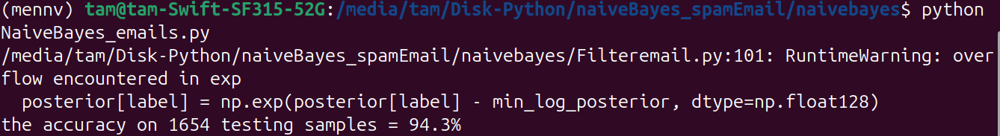 (mennv) tam@tam-Swift-SF315-52G:/media/tam/Disk-Python/naiveBayes_spamEmail/naivebayes$ python
NaiveBayes_emails.py
/media/tam/Disk-Python/naiveBayes_spamEmail/naivebayes/Filteremail.py:101: RuntimeWarning: over
flow encountered in exp
  posterior[label] = np.exp(posterior[label] - min_log_posterior, dtype=np.float128)
the accuracy on 1654 testing samples = 94.3%